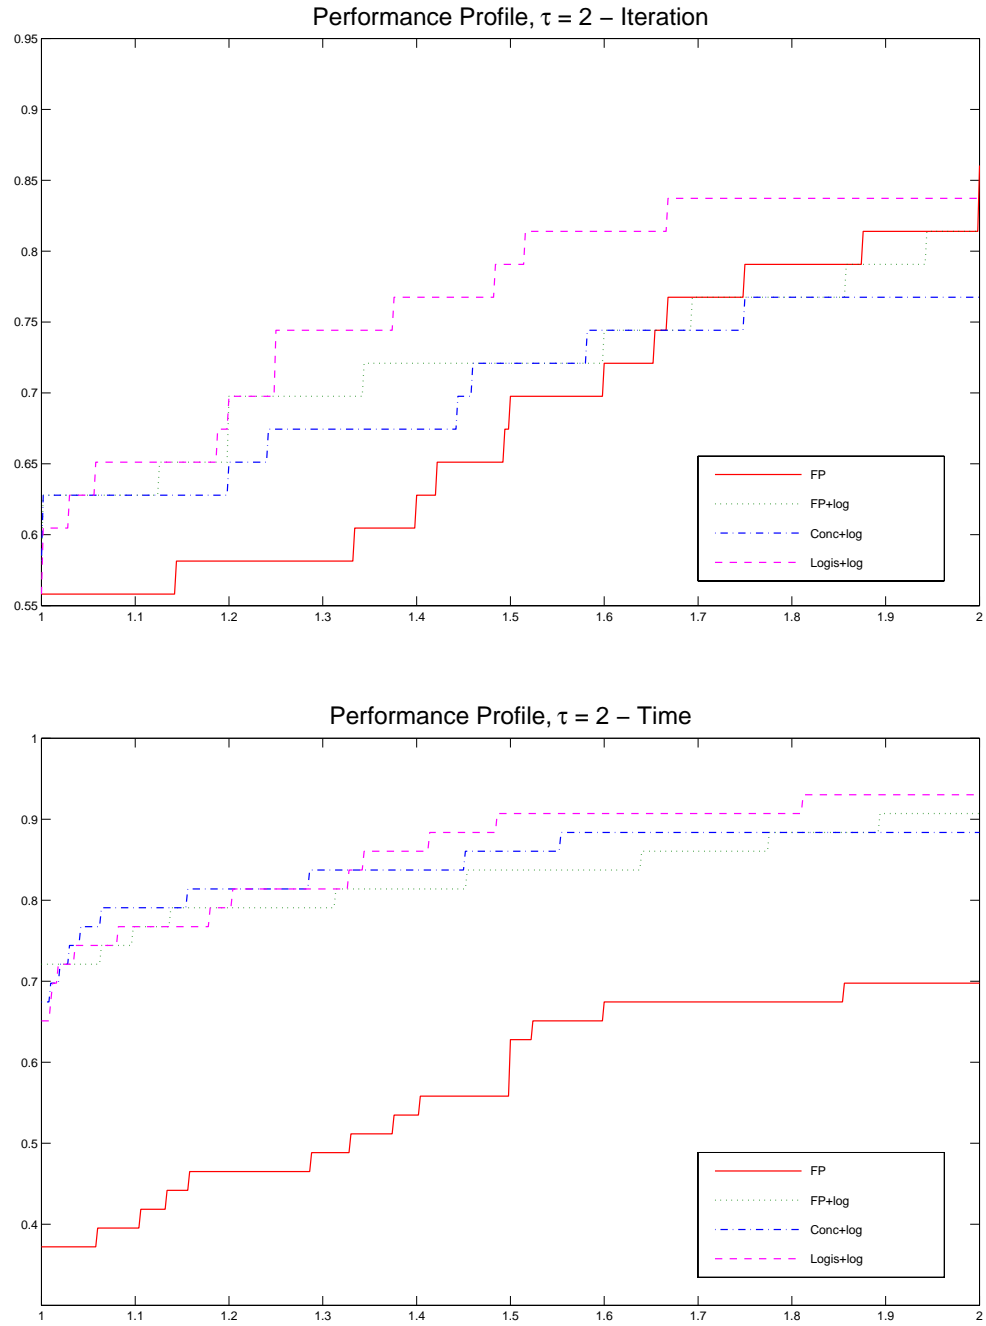 Performance Profile, τ = 2 – Iteration
0.95
0.9
0.85
0.8
0.75
0.7
0.65
0.6
0.55
1 1.1 1.2 1.3 1.4 1.5 1.6 1.7 1.8 1.9 2
FP
FP+log
Conc+log
Logis+log
Performance Profile, τ = 2 – Time
1
0.9
0.8
0.7
0.6
0.5
0.4
1 1.1 1.2 1.3 1.4 1.5 1.6 1.7 1.8 1.9 2
FP
FP+log
Conc+log
Logis+log